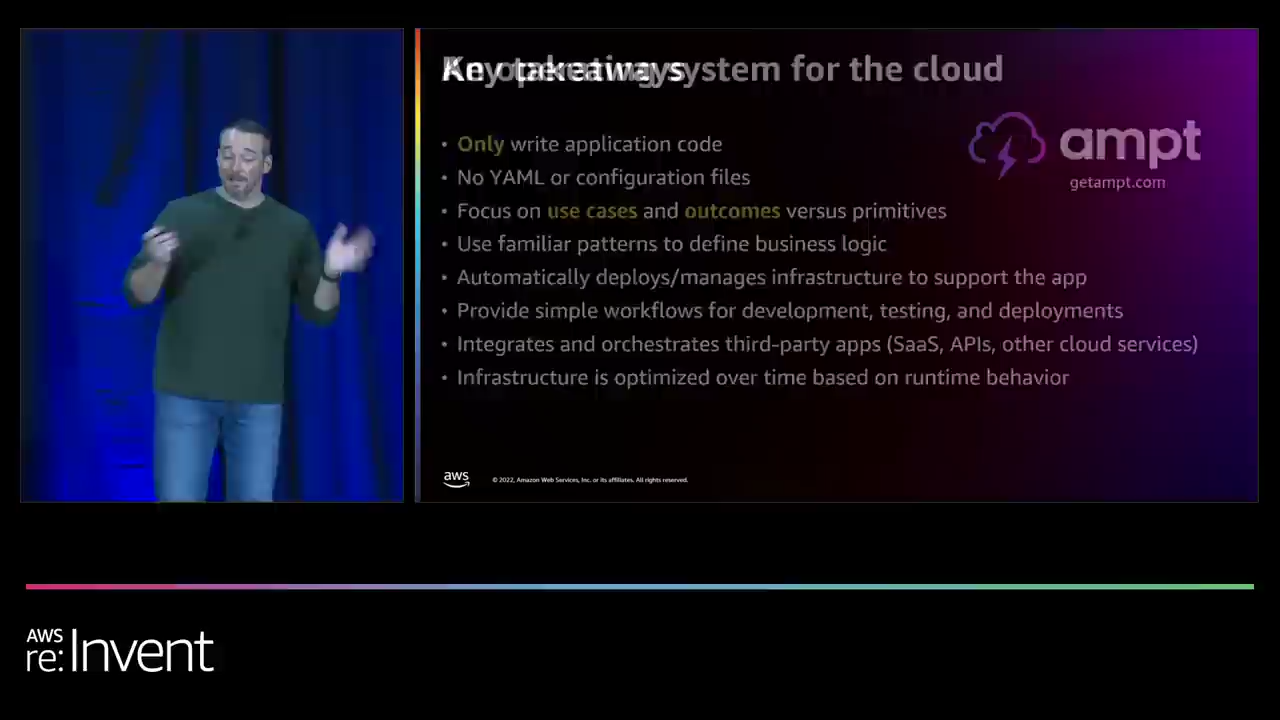 Key takeaways
An operating system for the cloud
ampt
getampt.com
• Only write application code
• No YAML or configuration files
• Focus on use cases and outcomes versus primitives
• Use familiar patterns to define business logic
• Automatically deploys/manages infrastructure to support the app
• Provide simple workflows for development, testing, and deployments
• Integrates and orchestrates third-party apps (SaaS, APIs, other cloud services)
• Infrastructure is optimized over time based on runtime behavior
aws
© 2022, Amazon Web Services, Inc. or its affiliates. All rights reserved.
AWS
re:Invent